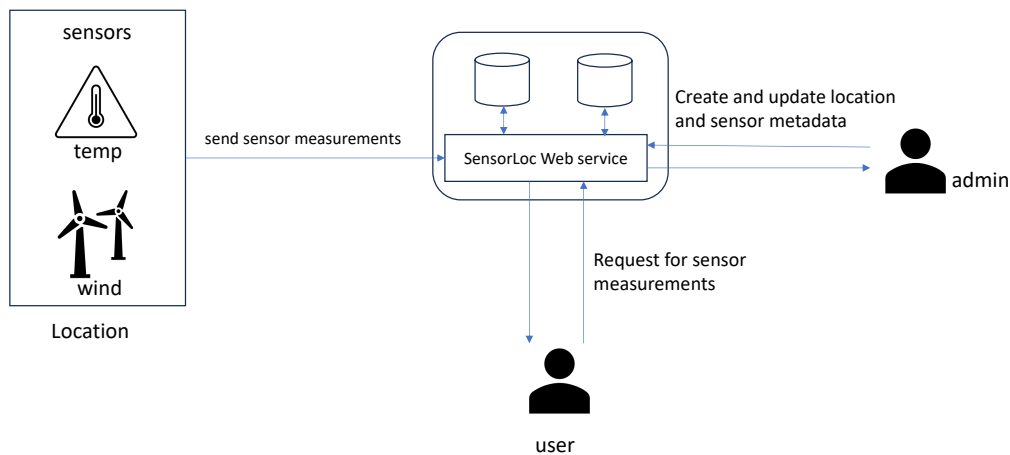 sensors
temp
wind
Location
send sensor measurements
SensorLoc Web service
Create and update location
and sensor metadata
admin
Request for sensor
measurements
user